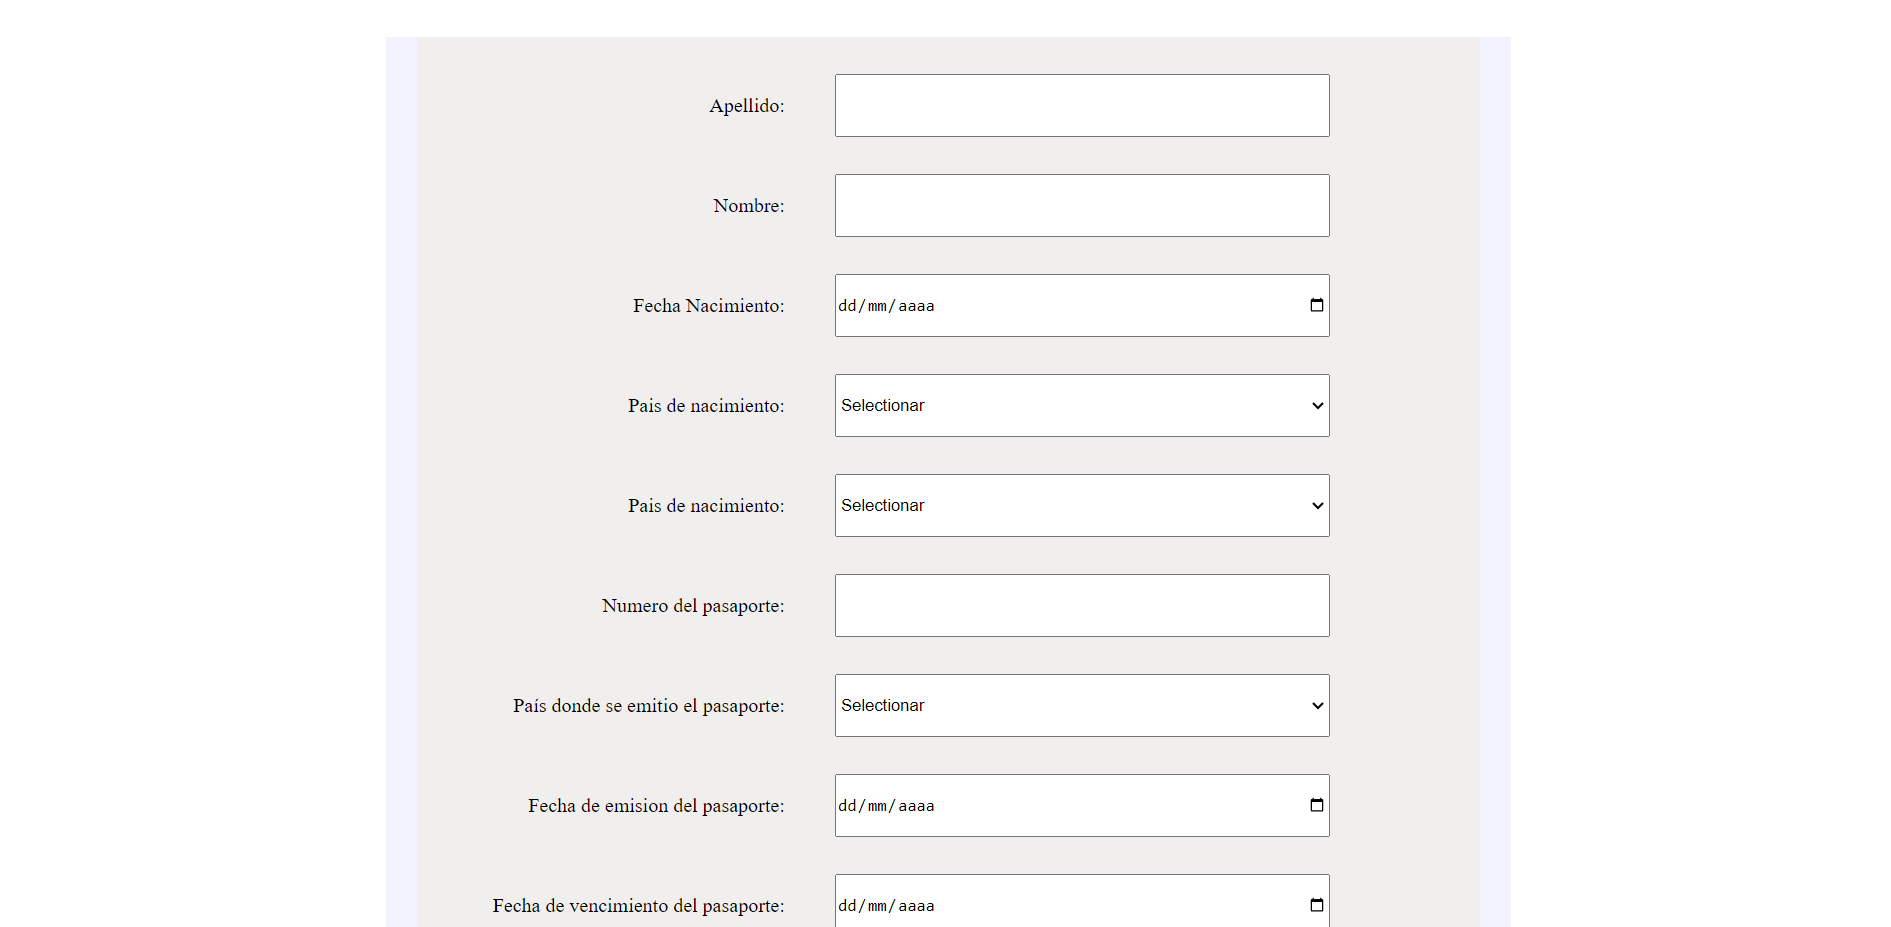 Apellido:
Nombre:
Fecha Nacimiento: dd/mm/aaaa
Pais de nacimiento: Selectionar
Pais de nacimiento: Selectionar
Numero del pasaporte:
País donde se emitio el pasaporte: Selectionar
Fecha de emision del pasaporte: dd/mm/aaaa
Fecha de vencimiento del pasaporte: dd/mm/aaaa